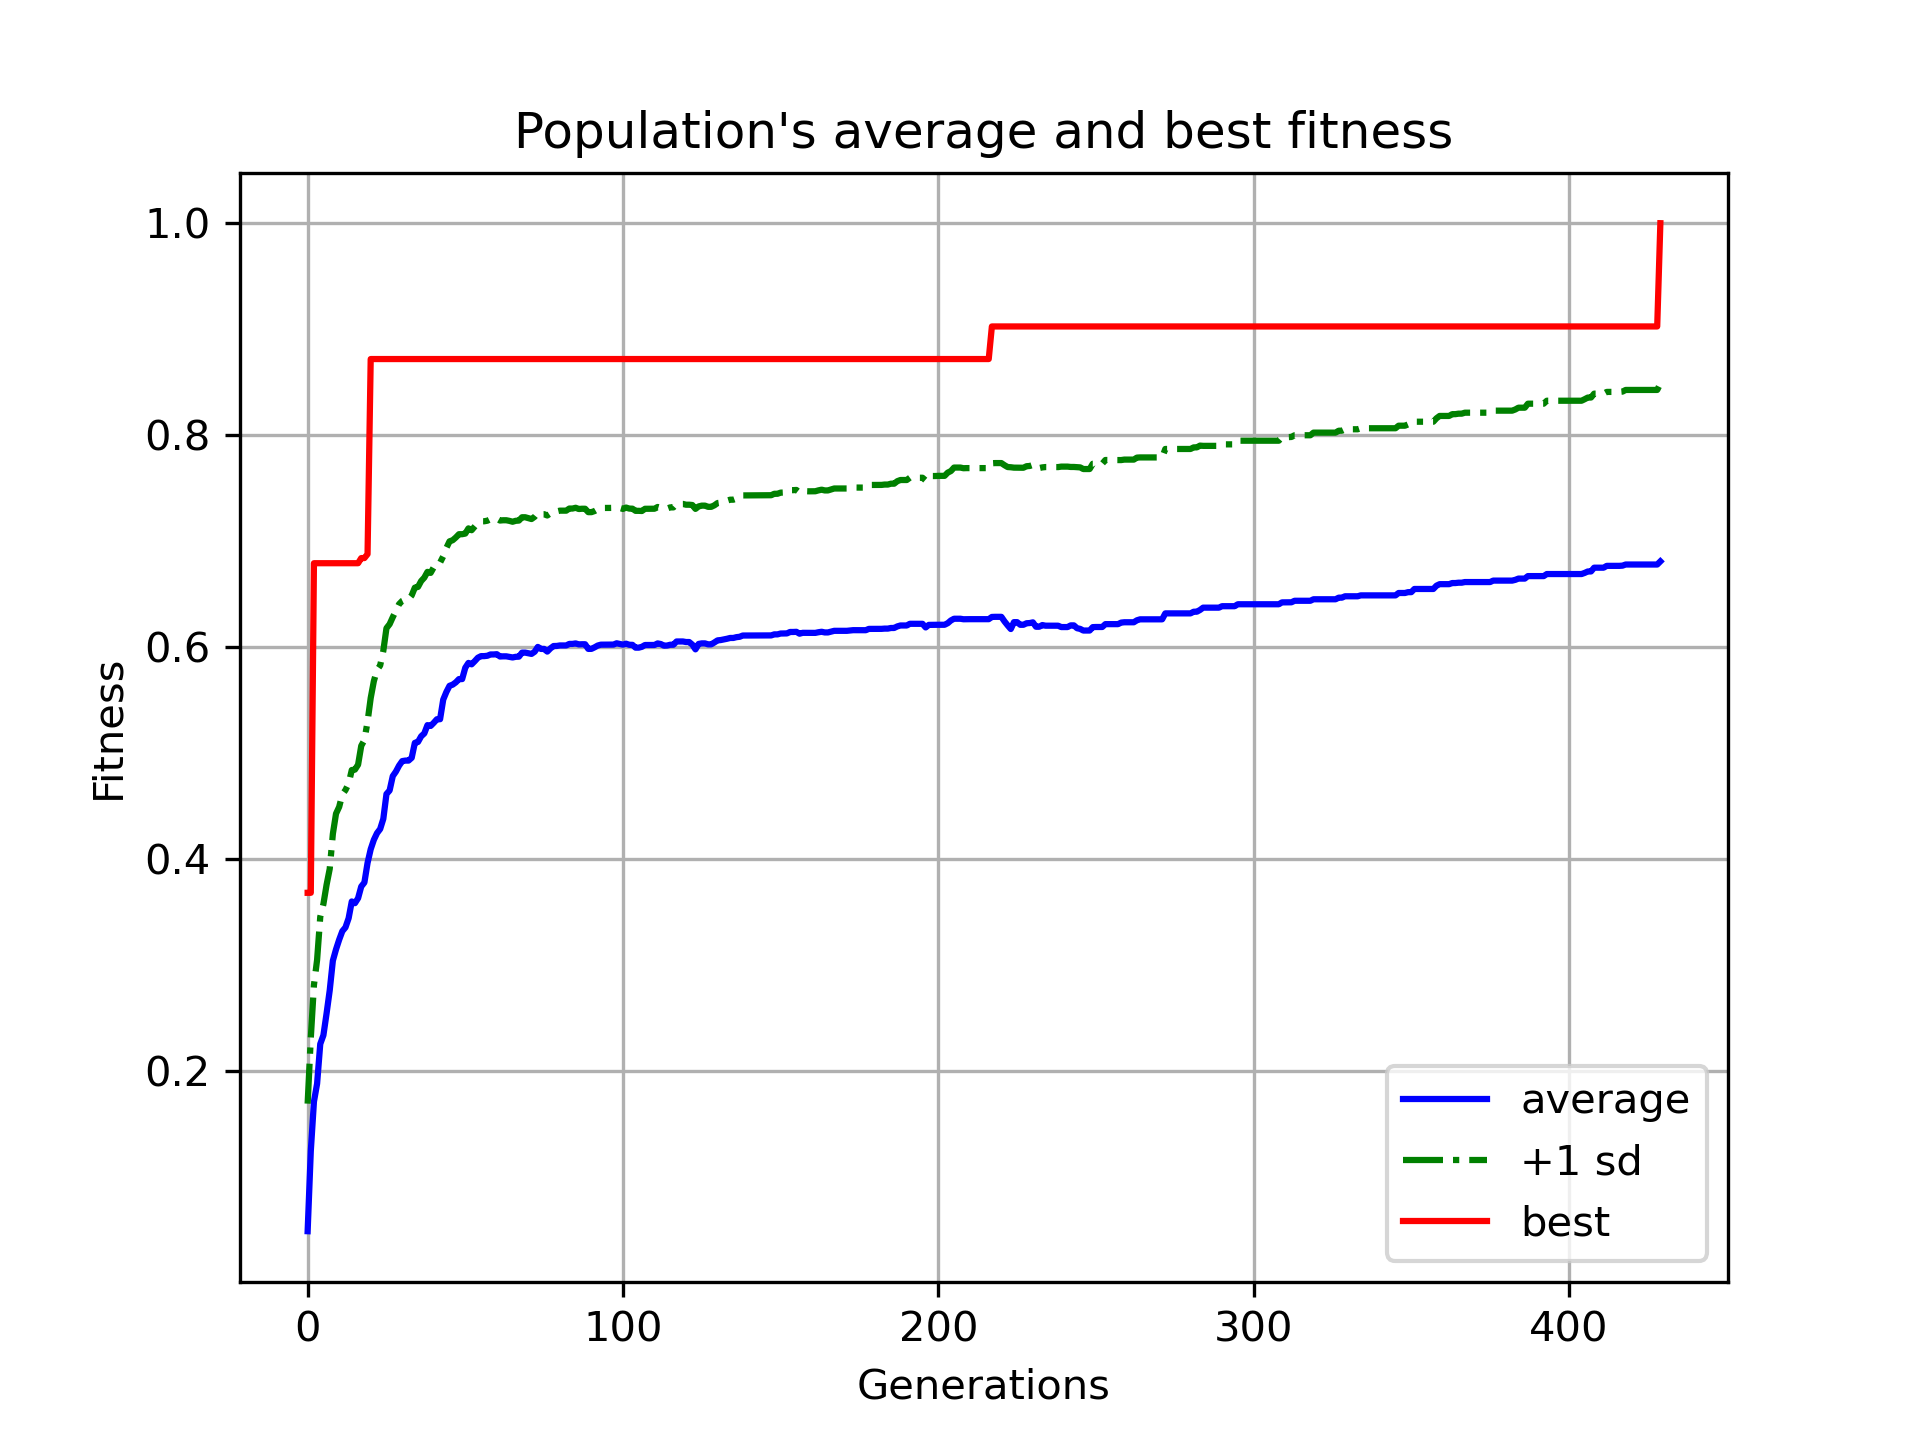 Population's average and best fitness
1.0
0.8
0.6
0.4
0.2
Fitness
0 100 200 300 400
Generations
average
+1 sd
best